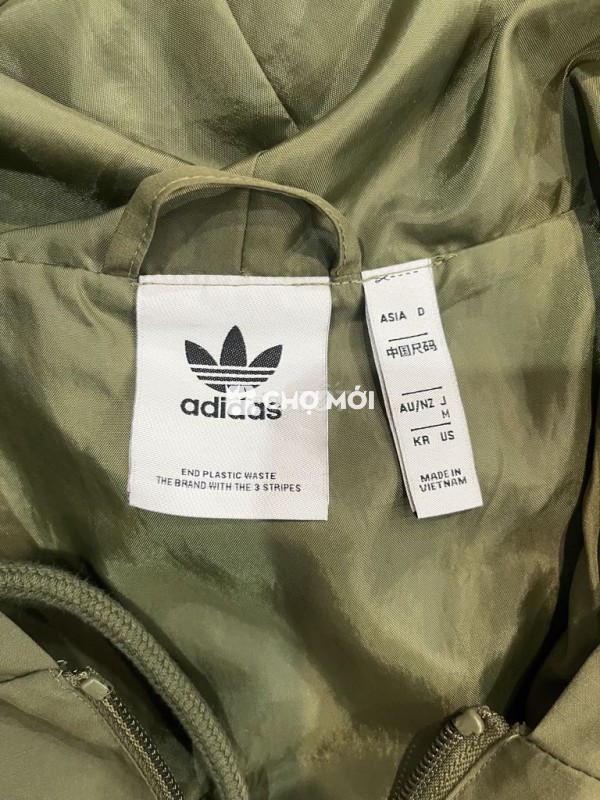 adidas
END PLASTIC WASTE
THE BRAND WITH THE 3 STRIPES
CHỢ MỚI
ASIA D
中国尺码
AU/NZ J
M
KR US
MADE IN
VIETNAM